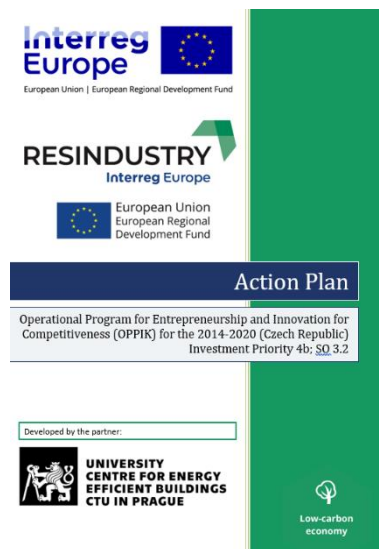 Interreg
Europe
European Union | European Regional Development Fund
RESINDUSTRY
Interreg Europe
European Union
European Regional
Development Fund
Action Plan
Operational Program for Entrepreneurship and Innovation for
Competitiveness (OPPIK) for the 2014-2020 (Czech Republic)
Investment Priority 4b; SO 3.2
Developed by the partner:
UNIVERSITY
CENTRE FOR ENERGY
EFFICIENT BUILDINGS
CTU IN PRAGUE
Low-carbon
economy